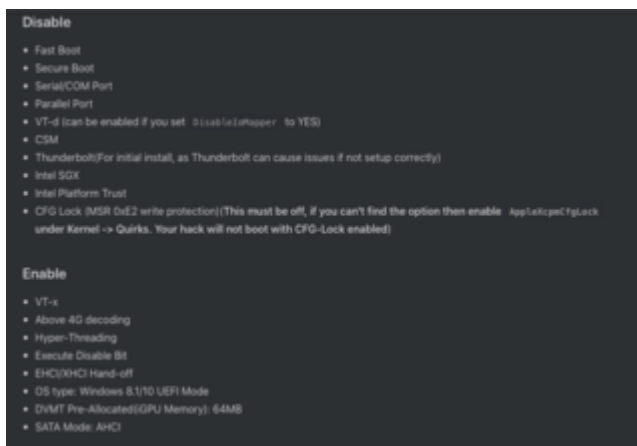 Disable
• Fast Boot
• Secure Boot
• Serial/COM Port
• Parallel Port
• VT-d (can be enabled if you set DisableIoMapper to YES)
• CSM
• Thunderbolt(For initial install, as Thunderbolt can cause issues if not setup correctly)
• Intel SGX
• Intel Platform Trust
• CFG Lock (MSR 0xE2 write protection)(This must be off, if you can't find the option then enable AppleXcpmCfgLock
under Kernel -> Quirks. Your hack will not boot with CFG-Lock enabled)
Enable
• VT-x
• Above 4G decoding
• Hyper-Threading
• Execute Disable Bit
• EHCI/XHCI Hand-off
• OS type: Windows 8.1/10 UEFI Mode
• DVMT Pre-Allocated(iGPU Memory): 64MB
• SATA Mode: AHCI